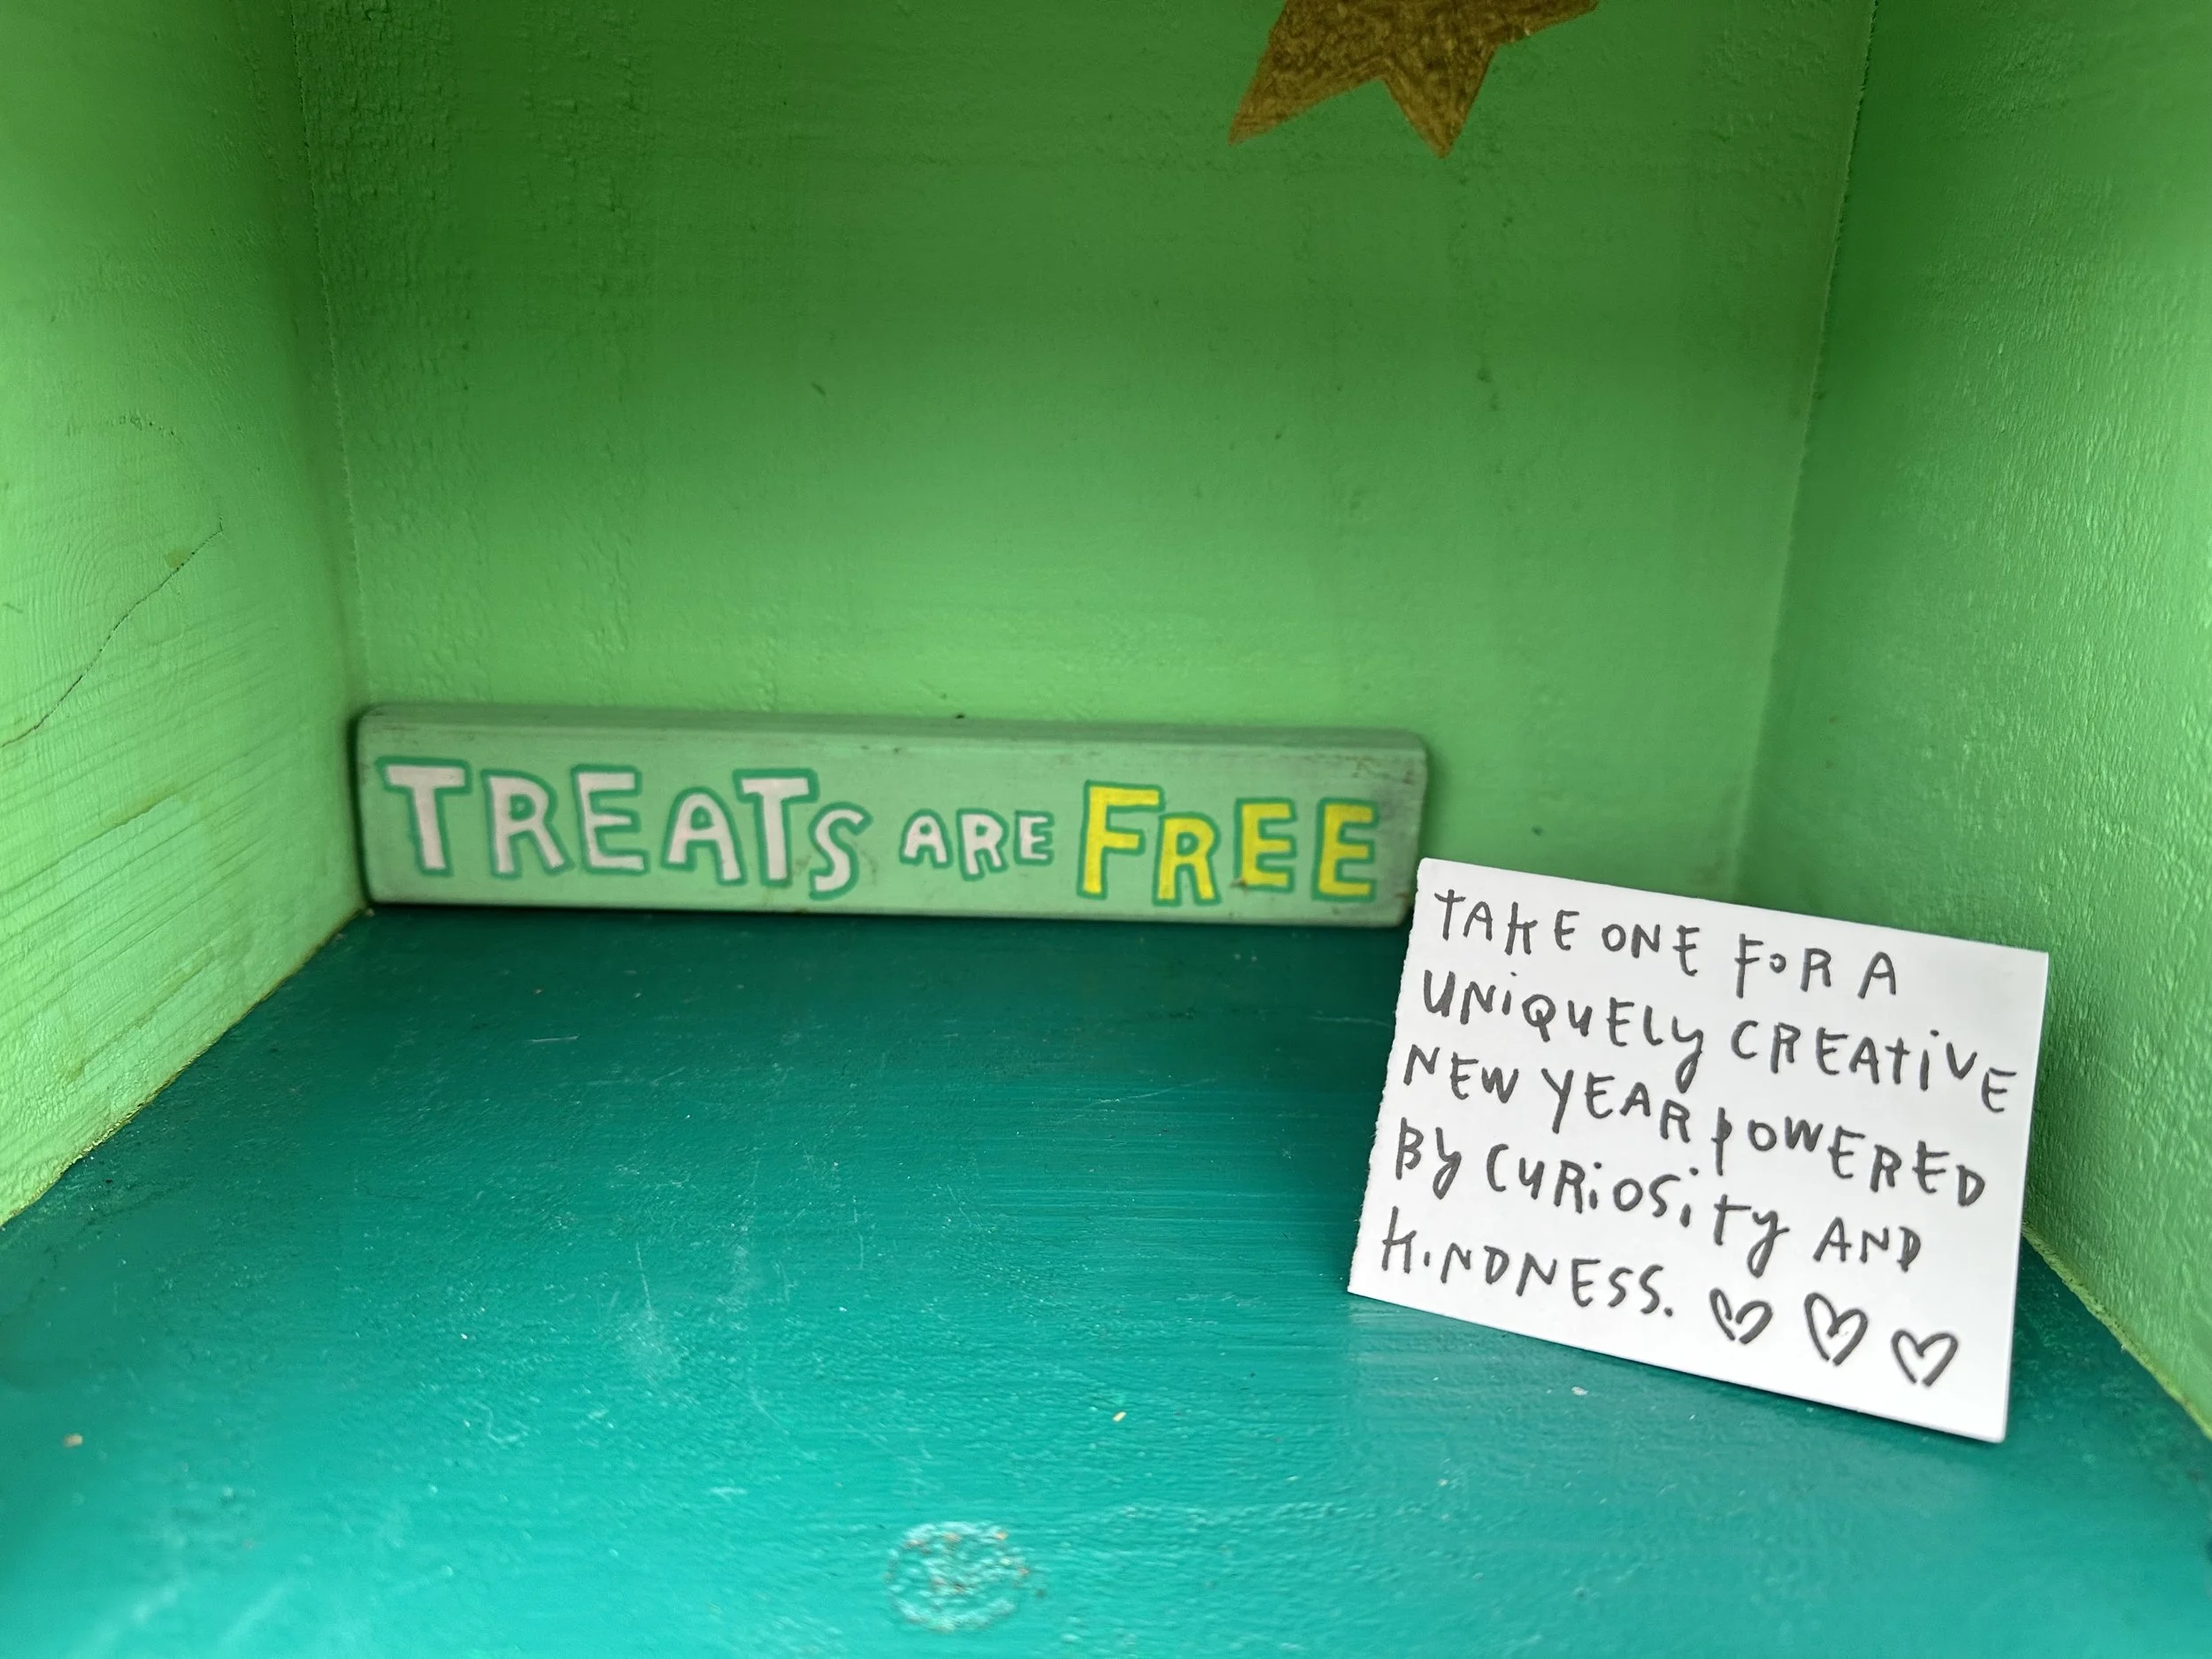 TREATS ARE FREE
TAKE ONE FOR A
UNiQUELy CREATiVE
NEW YEAR POWERED
By CURiOSiTy AND
KiNDNESS. ♡ ♡ ♡